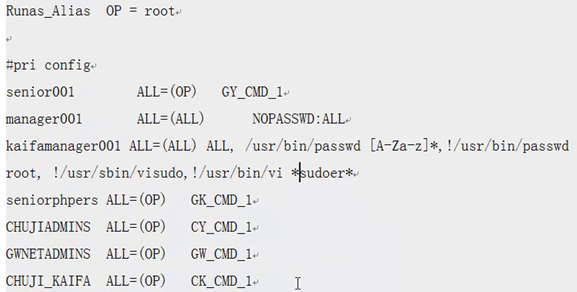 Runas_Alias OP = root
#pri config
senior001 ALL=(OP) GY_CMD_1
manager001 ALL=(ALL) NOPASSWD:ALL
kaifamanager001 ALL=(ALL) ALL, /usr/bin/passwd [A-Za-z]*,!/usr/bin/passwd
root, !/usr/sbin/visudo,!/usr/bin/vi *sudoer*
seniorphpers ALL=(OP) GK_CMD_1
CHUJIADMINS ALL=(OP) CY_CMD_1
GWNETADMINS ALL=(OP) GW_CMD_1
CHUJI_KAIFA ALL=(OP) CK_CMD_1